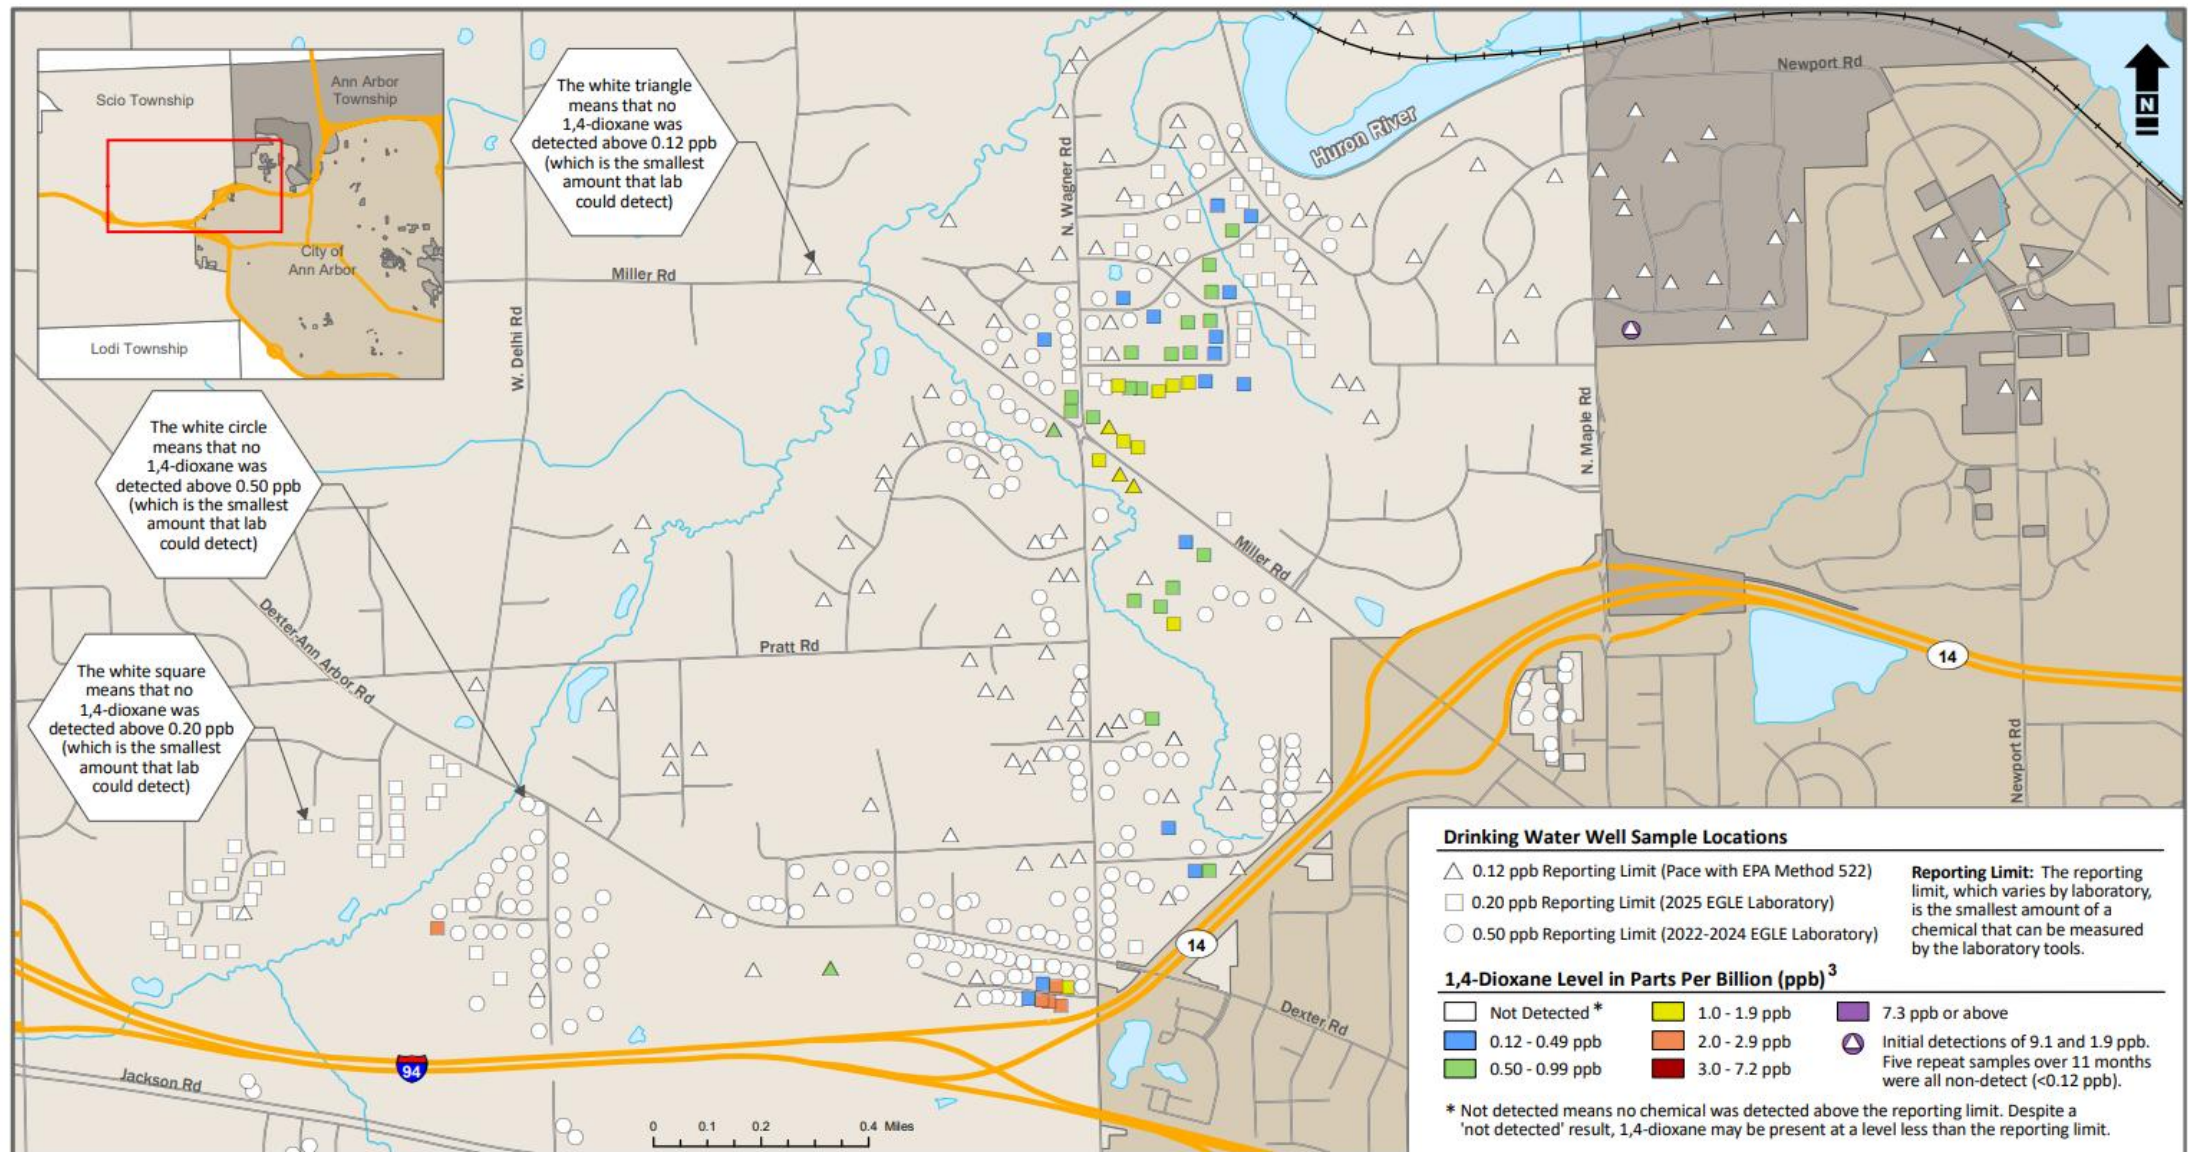 Scio Township
Ann Arbor
Township
City of
Ann Arbor
Lodi Township
The white triangle
means that no
1,4-dioxane was
detected above 0.12 ppb
(which is the smallest
amount that lab
could detect)
N. Wagner Rd
Huron River
Newport Rd
N
Miller Rd
W. Delhi Rd
The white circle
means that no
1,4-dioxane was
detected above 0.50 ppb
(which is the smallest
amount that lab
could detect)
N. Maple Rd
Miller Rd
Dexter-Ann Arbor Rd
Pratt Rd
14
The white square
means that no
1,4-dioxane was
detected above 0.20 ppb
(which is the smallest
amount that lab
could detect)
Newport Rd
14
Dexter Rd
94
Jackson Rd
0 0.1 0.2 0.4 Miles
Drinking Water Well Sample Locations
0.12 ppb Reporting Limit (Pace with EPA Method 522)
0.20 ppb Reporting Limit (2025 EGLE Laboratory)
0.50 ppb Reporting Limit (2022-2024 EGLE Laboratory)
Reporting Limit: The reporting
limit, which varies by laboratory,
is the smallest amount of a
chemical that can be measured
by the laboratory tools.
1,4-Dioxane Level in Parts Per Billion (ppb) 3
Not Detected *
0.12 - 0.49 ppb
0.50 - 0.99 ppb
1.0 - 1.9 ppb
2.0 - 2.9 ppb
3.0 - 7.2 ppb
7.3 ppb or above
Initial detections of 9.1 and 1.9 ppb.
Five repeat samples over 11 months
were all non-detect (<0.12 ppb).
* Not detected means no chemical was detected above the reporting limit. Despite a
'not detected' result, 1,4-dioxane may be present at a level less than the reporting limit.